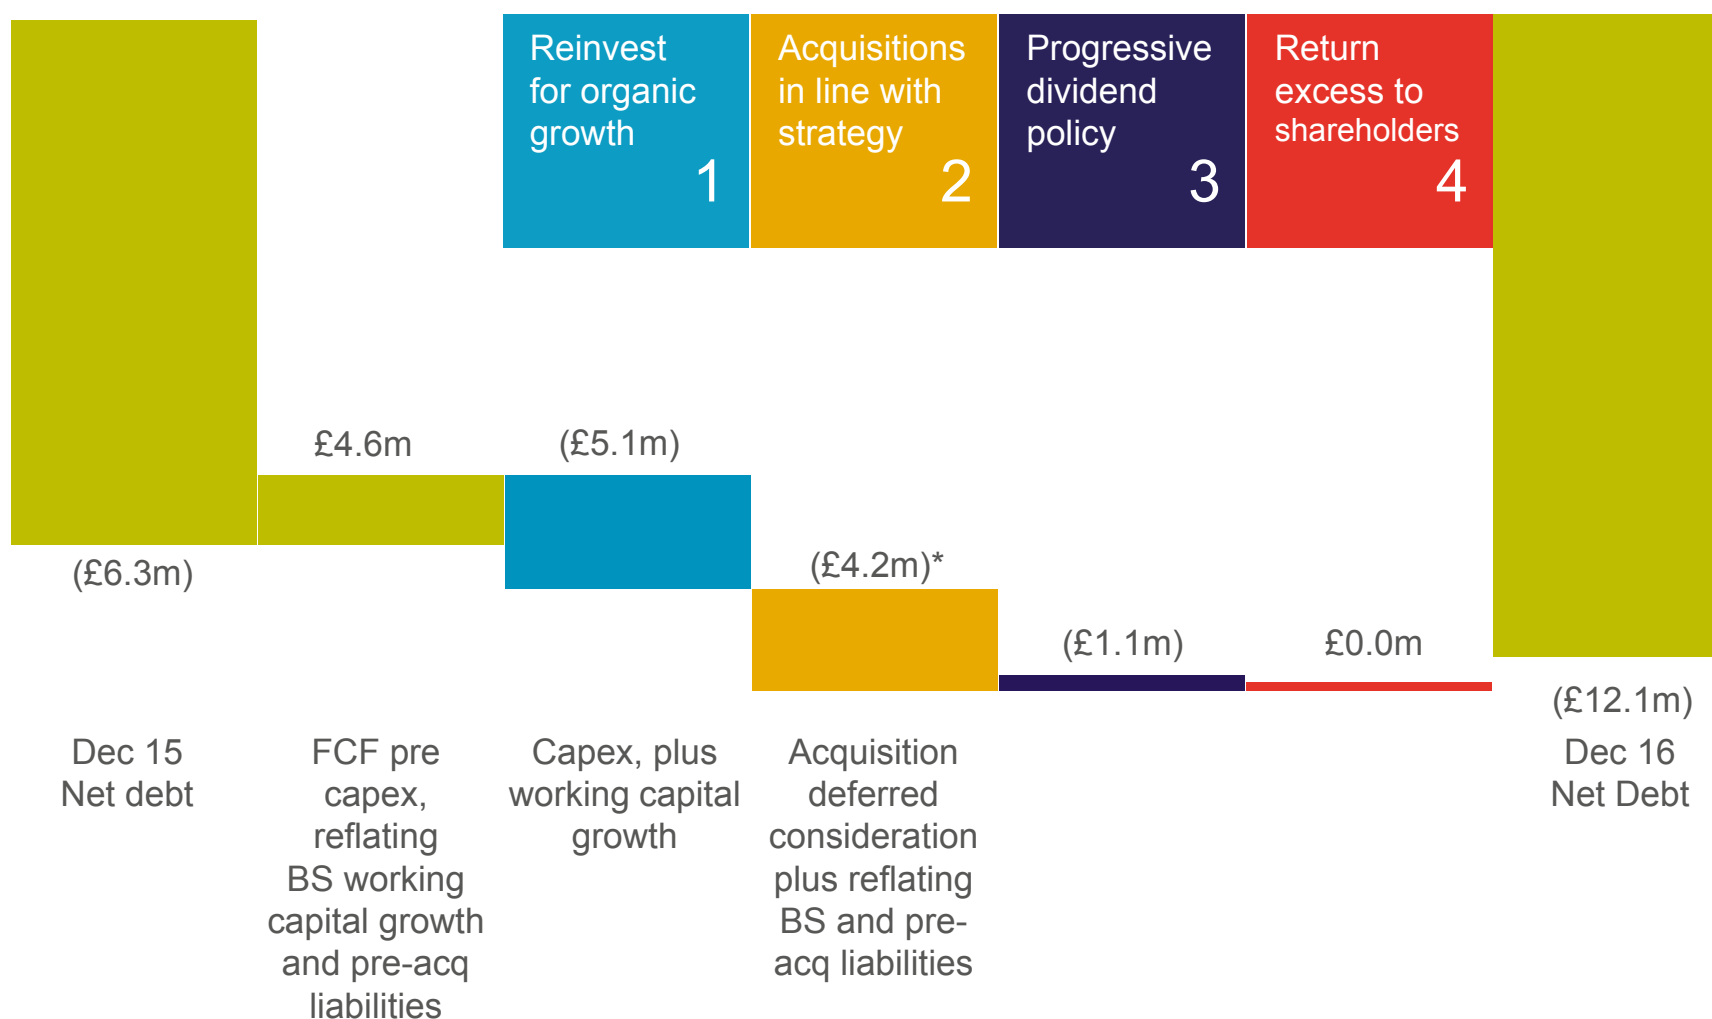 Reinvest
for organic
growth
1
Acquisitions
in line with
strategy
2
Progressive
dividend
policy
3
Return
excess to
shareholders
4
£4.6m
(£5.1m)
(£6.3m)
(£4.2m)*
(£1.1m)
£0.0m
(£12.1m)
Dec 15
Net debt
FCF pre
capex,
reflating
BS working
capital growth
and pre-acq
liabilities
Capex, plus
working capital
growth
Acquisition
deferred
consideration
plus reflating
BS and pre-
acq liabilities
Dec 16
Net Debt